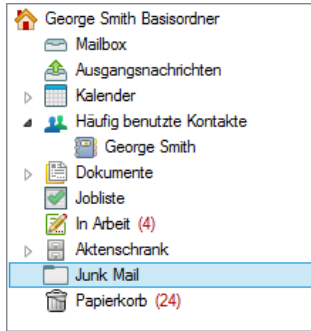 George Smith Basisordner
Mailbox
Ausgangsnachrichten
Kalender
Häufig benutzte Kontakte
George Smith
Dokumente
Jobliste
In Arbeit (4)
Aktenschrank
Junk Mail
Papierkorb (24)